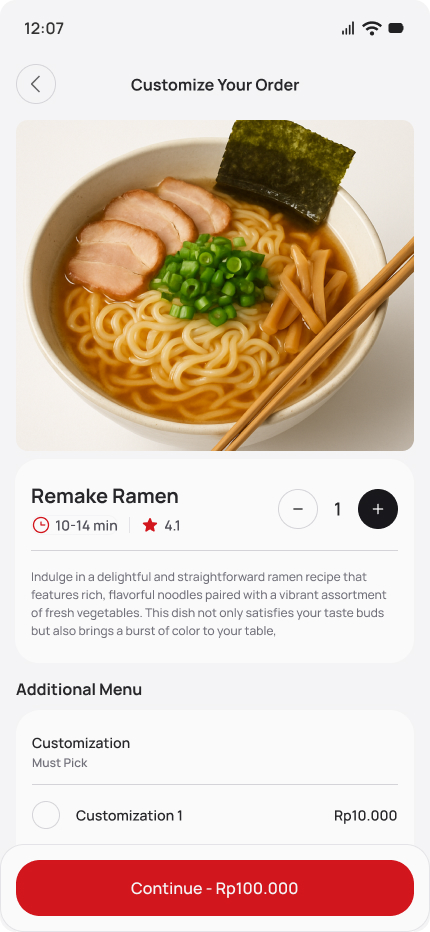 12:07
Customize Your Order
Remake Ramen
1
10-14 min
4.1
Indulge in a delightful and straightforward ramen recipe that
features rich, flavorful noodles paired with a vibrant assortment
of fresh vegetables. This dish not only satisfies your taste buds
but also brings a burst of color to your table,
Additional Menu
Customization
Must Pick
Customization 1
Rp10.000
Continue - Rp100.000